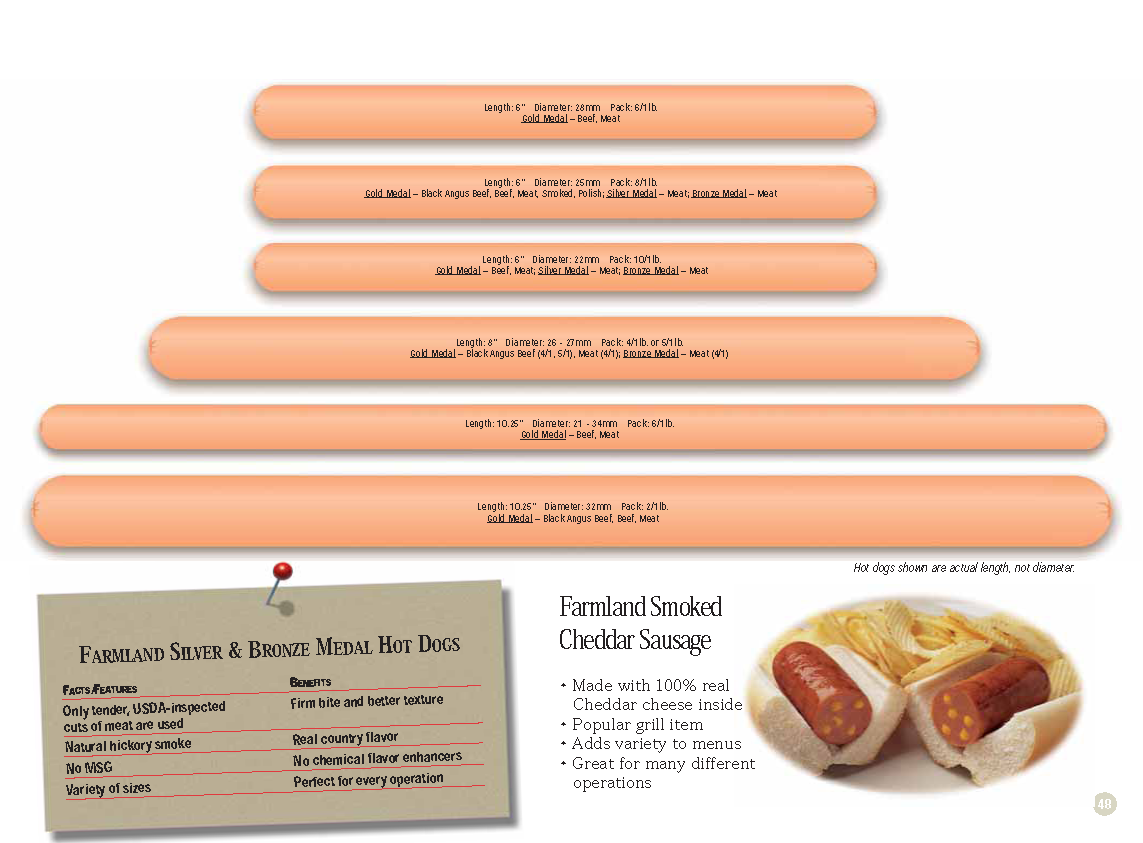 Length: 6" Diameter: 28mm Pack: 6/1lb.
Gold Medal – Beef, Meat
Length: 6" Diameter: 25mm Pack: 8/1lb.
Gold Medal – Black Angus Beef, Beef, Meat, Smoked, Polish; Silver Medal – Meat; Bronze Medal – Meat
Length: 6" Diameter: 22mm Pack: 10/1lb.
Gold Medal – Beef, Meat; Silver Medal – Meat; Bronze Medal – Meat
Length: 8" Diameter: 26 - 27mm Pack: 4/1lb. or 5/1lb.
Gold Medal – Black Angus Beef (4/1, 5/1), Meat (4/1); Bronze Medal – Meat (4/1)
Length: 10.25" Diameter: 21 - 34mm Pack: 6/1lb.
Gold Medal – Beef, Meat
Length: 10.25" Diameter: 32mm Pack: 2/1lb.
Gold Medal – Black Angus Beef, Beef, Meat
Hot dogs shown are actual length, not diameter.
Farmland Silver & Bronze Medal Hot Dogs
Facts/Features Benefits
Only tender, USDA-inspected Firm bite and better texture
cuts of meat are used
Natural hickory smoke Real country flavor
No MSG No chemical flavor enhancers
Variety of sizes Perfect for every operation
Farmland Smoked
Cheddar Sausage
• Made with 100% real
Cheddar cheese inside
• Popular grill item
• Adds variety to menus
• Great for many different
operations
48